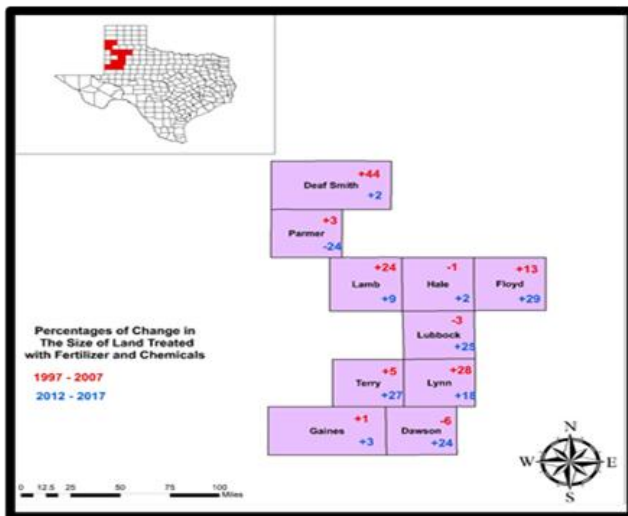 +44
Deaf Smith
+2
+3
Parmer
-24
+24
-1
+13
Lamb
Hale
Floyd
+9
+2
+29
-3
Lubbock
+25
Percentages of Change in
The Size of Land Treated
with Fertilizer and Chemicals
1997 - 2007
2012 - 2017
+5
+28
Terry
Lynn
+27
+18
+1
-6
Gaines
Dawson
+3
+24
N
W
E
S
0 12.5 25 50 75 100
Miles